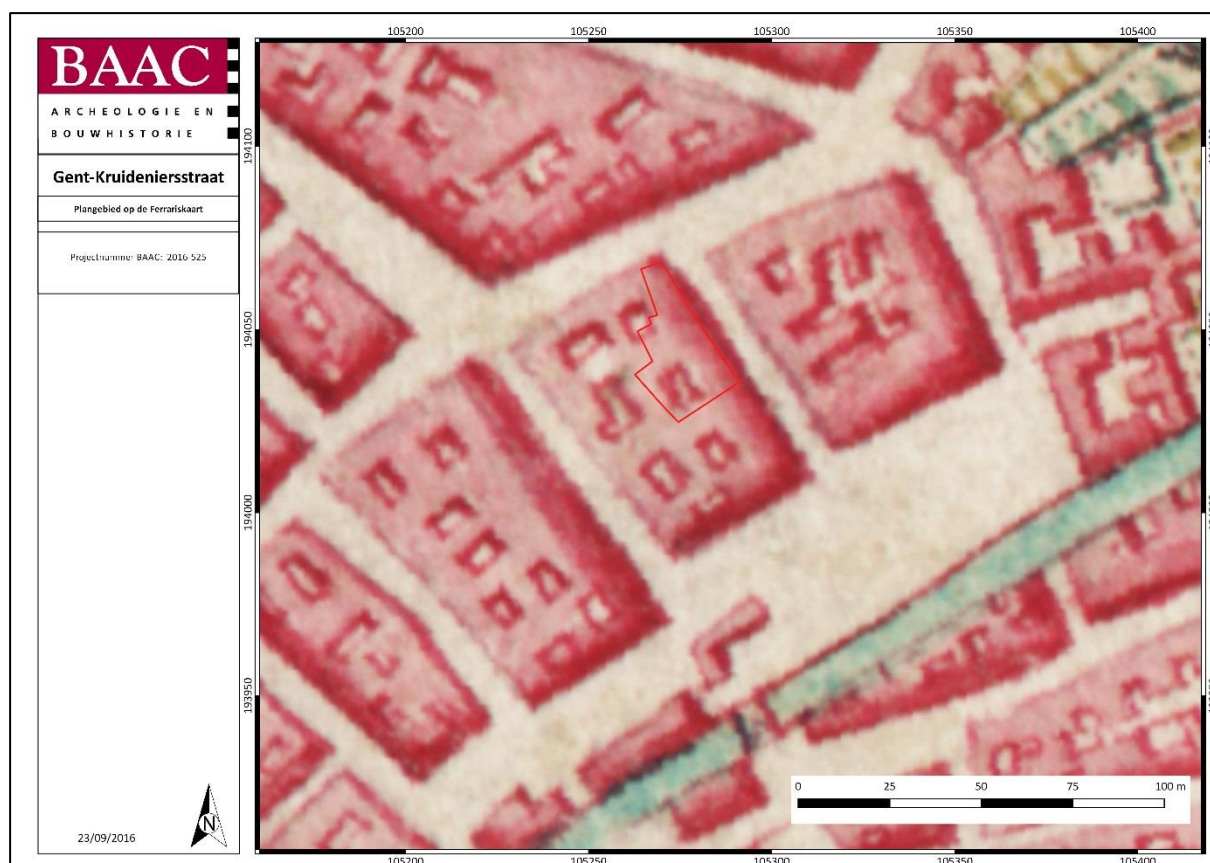 BAAC
ARCHEOLOGIE EN
BOUWHISTORIE
Gent-Kruideniersstraat
Plangebied op de Ferrariskaart
Projectnummer BAAC: 2016-525
23/09/2016
N
105200 105250 105300 105350 105400
194100
194050
194000
193950
0 25 50 75 100 m
105200 105250 105300 105350 105400